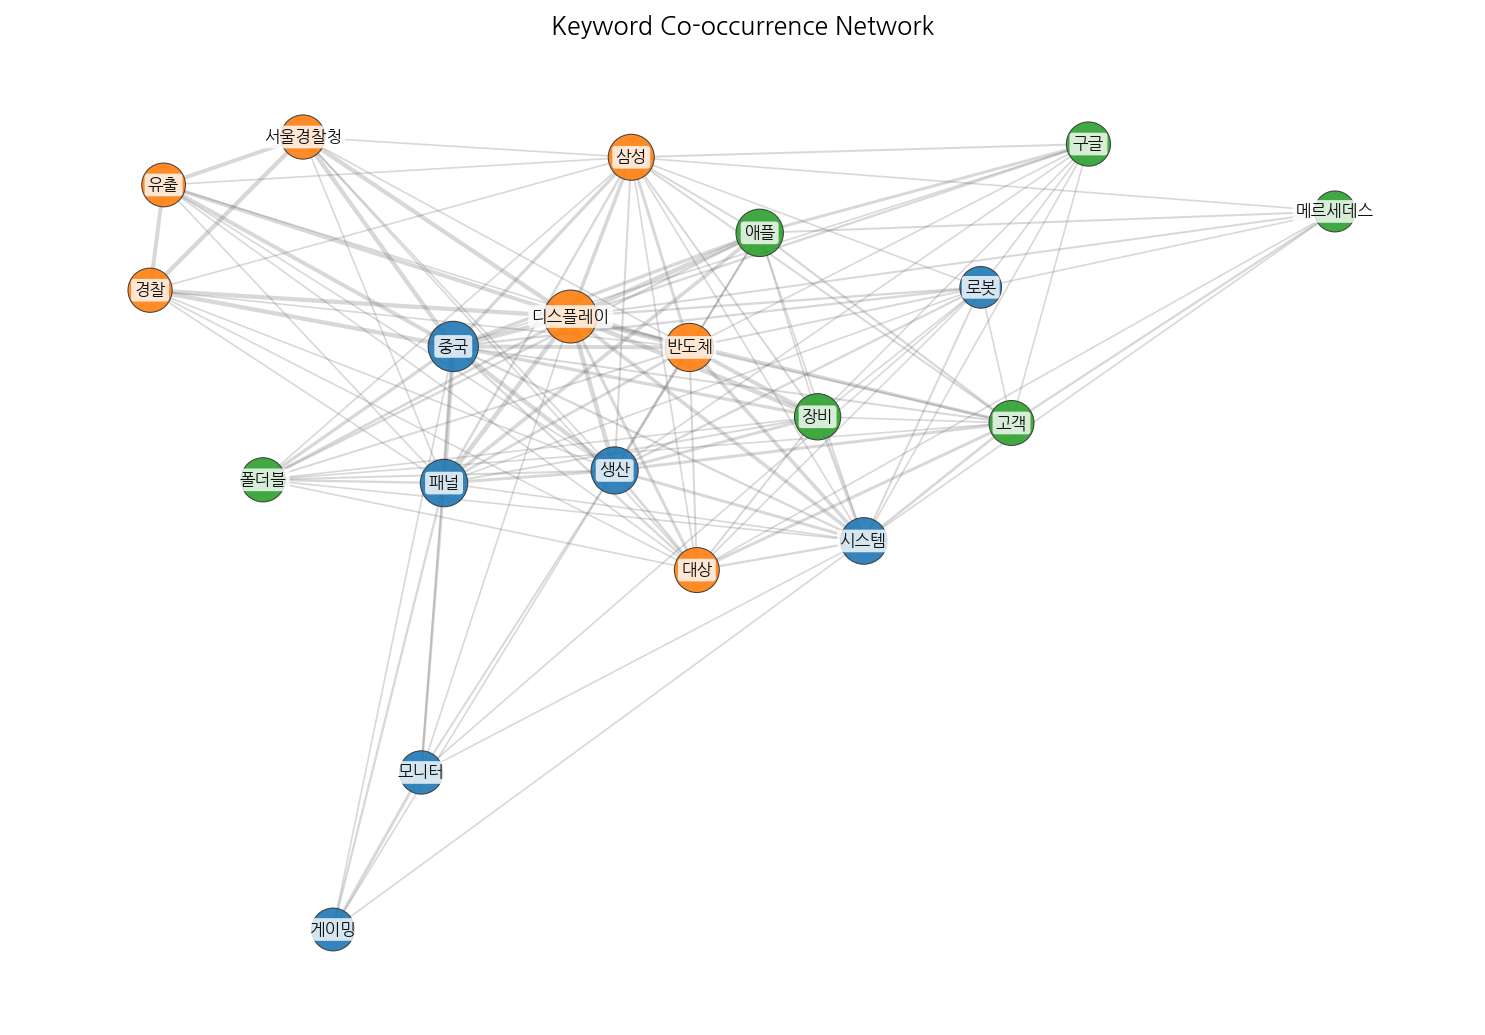 Keyword Co-occurrence Network
서울경찰청
구글
삼성
유출
메르세데스
애플
로봇
경찰
디스플레이
중국
반도체
장비
고객
생산
폴더블
패널
시스템
대상
모니터
게이밍